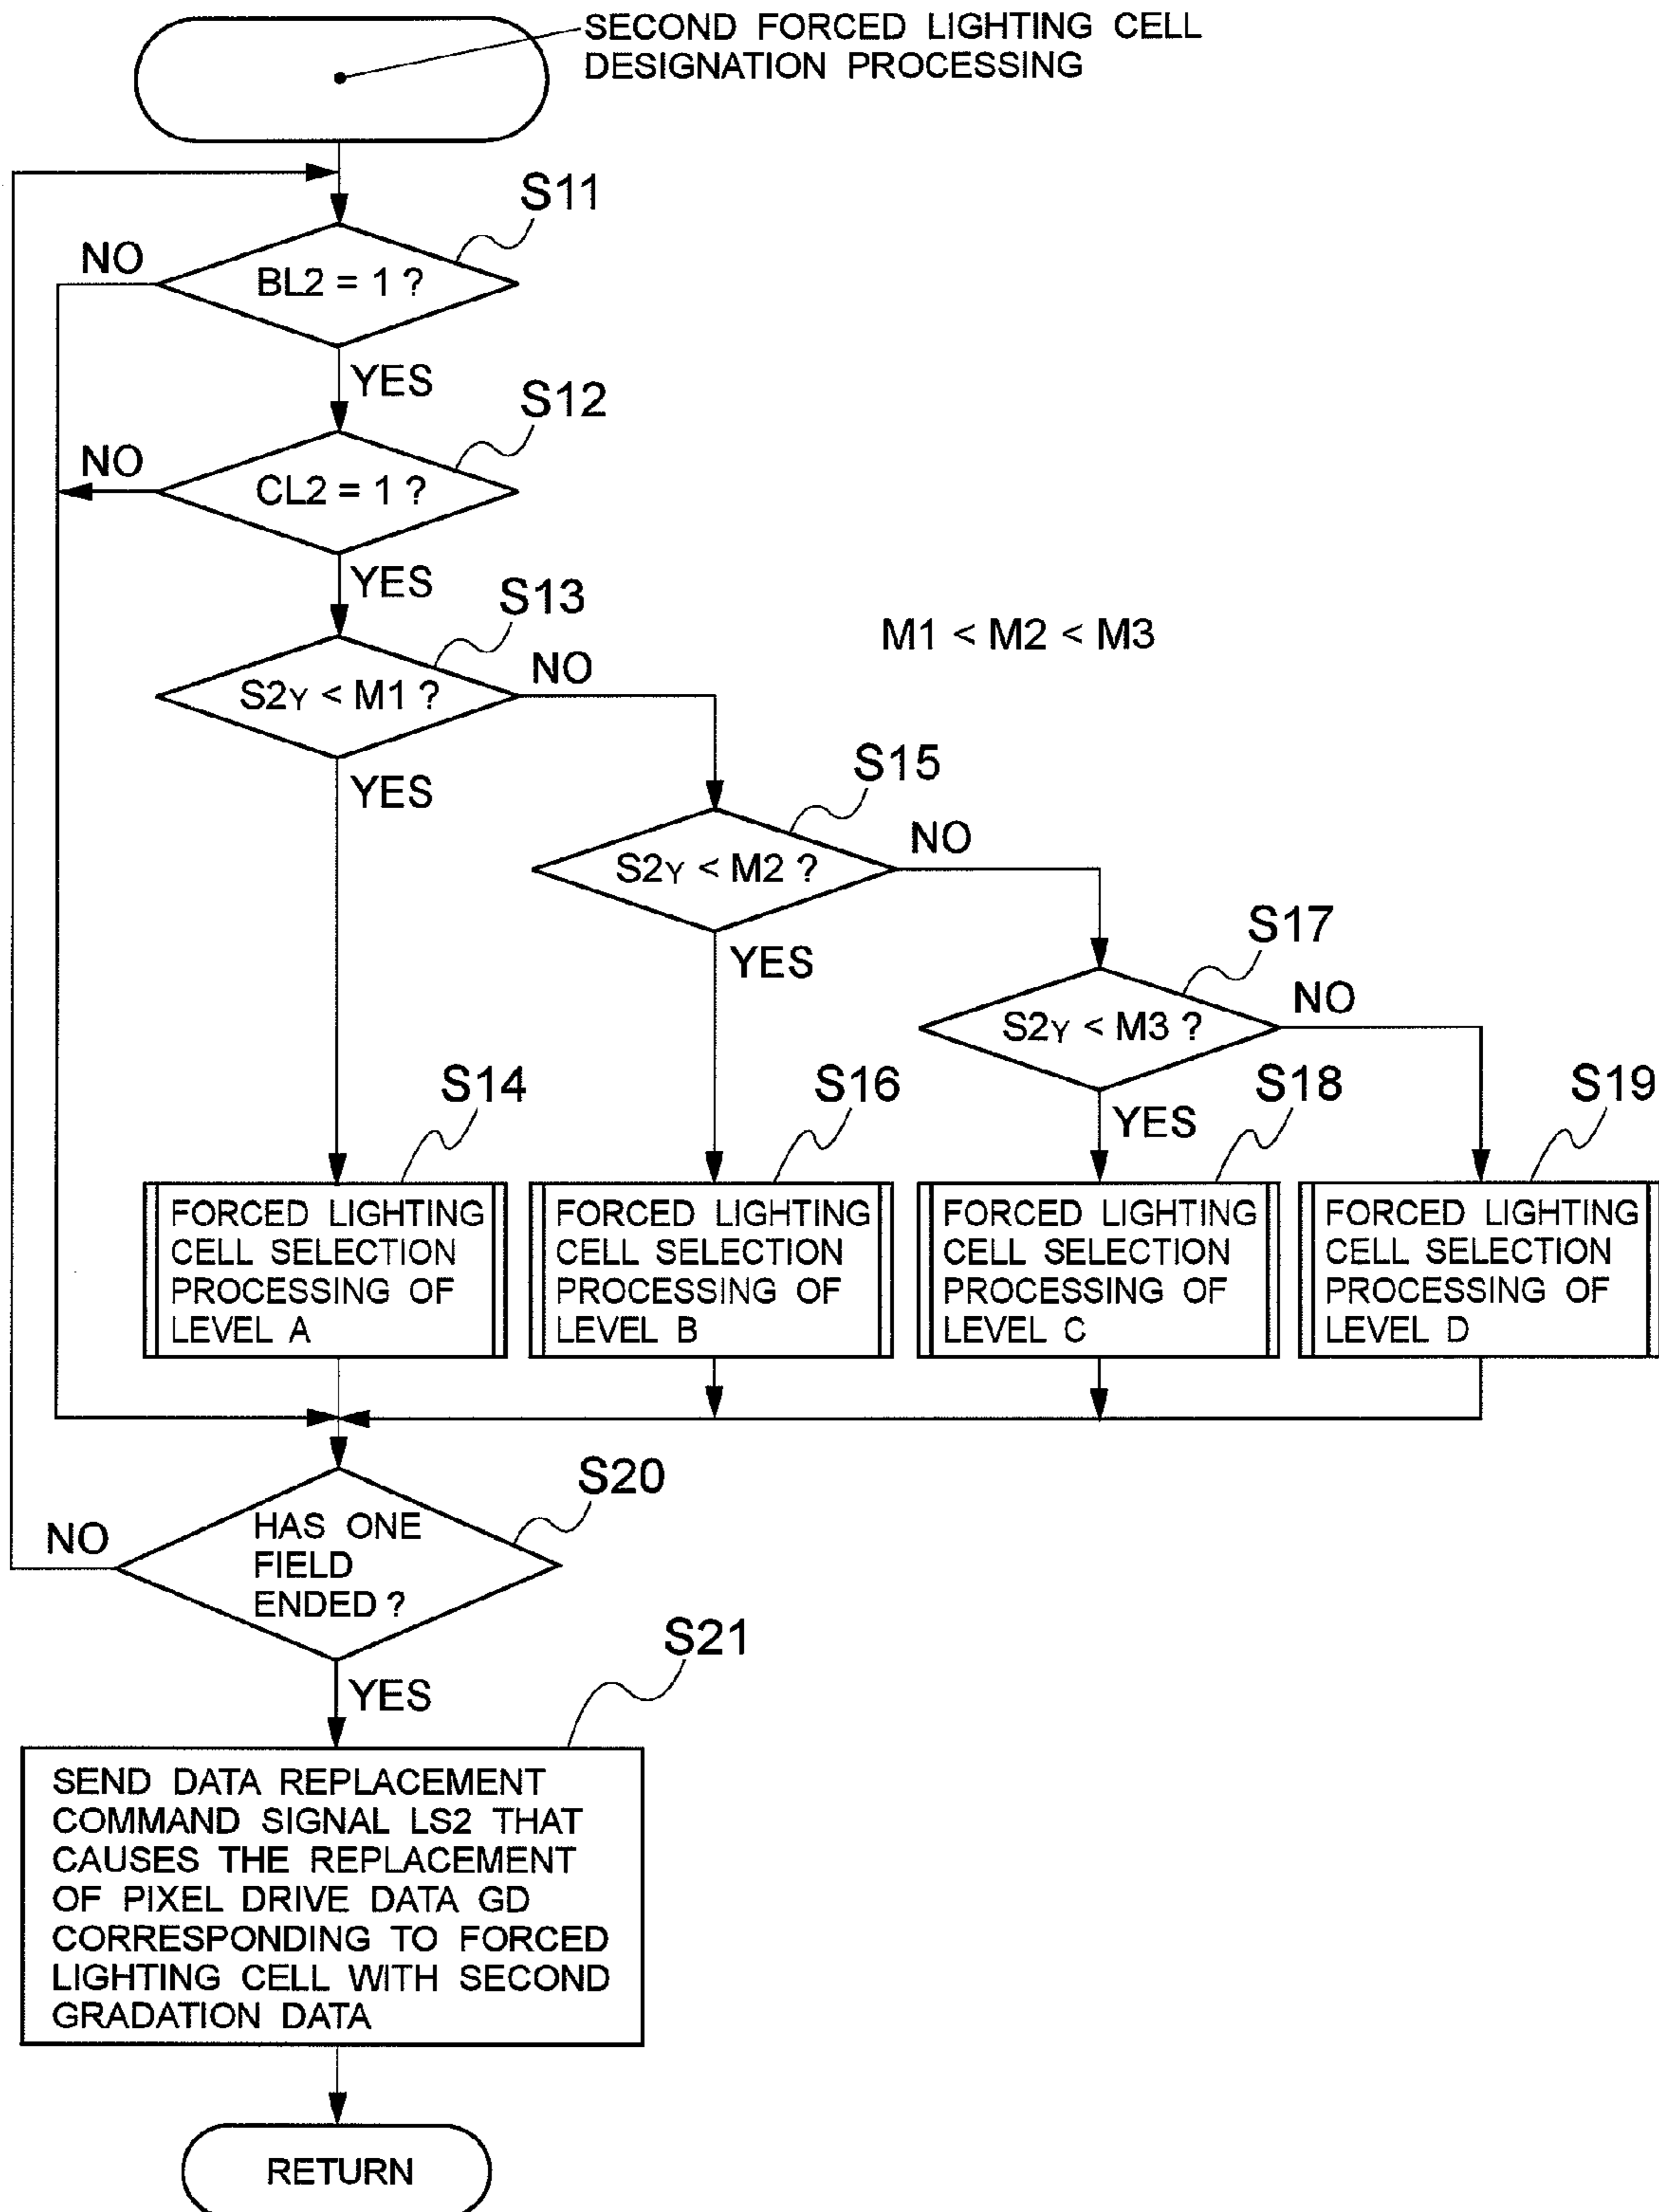 SECOND FORCED LIGHTING CELL
DESIGNATION PROCESSING
S11
NO
BL2 = 1 ?
YES
S12
NO
CL2 = 1 ?
YES
S13
M1 < M2 < M3
NO
S2Y < M1 ?
YES
S15
NO
S2Y < M2 ?
YES
S17
NO
S2Y < M3 ?
YES
S14
S16
S18
S19
FORCED LIGHTING
CELL SELECTION
PROCESSING OF
LEVEL A
FORCED LIGHTING
CELL SELECTION
PROCESSING OF
LEVEL B
FORCED LIGHTING
CELL SELECTION
PROCESSING OF
LEVEL C
FORCED LIGHTING
CELL SELECTION
PROCESSING OF
LEVEL D
S20
NO
HAS ONE
FIELD
ENDED ?
YES
S21
SEND DATA REPLACEMENT
COMMAND SIGNAL LS2 THAT
CAUSES THE REPLACEMENT
OF PIXEL DRIVE DATA GD
CORRESPONDING TO FORCED
LIGHTING CELL WITH SECOND
GRADATION DATA
RETURN